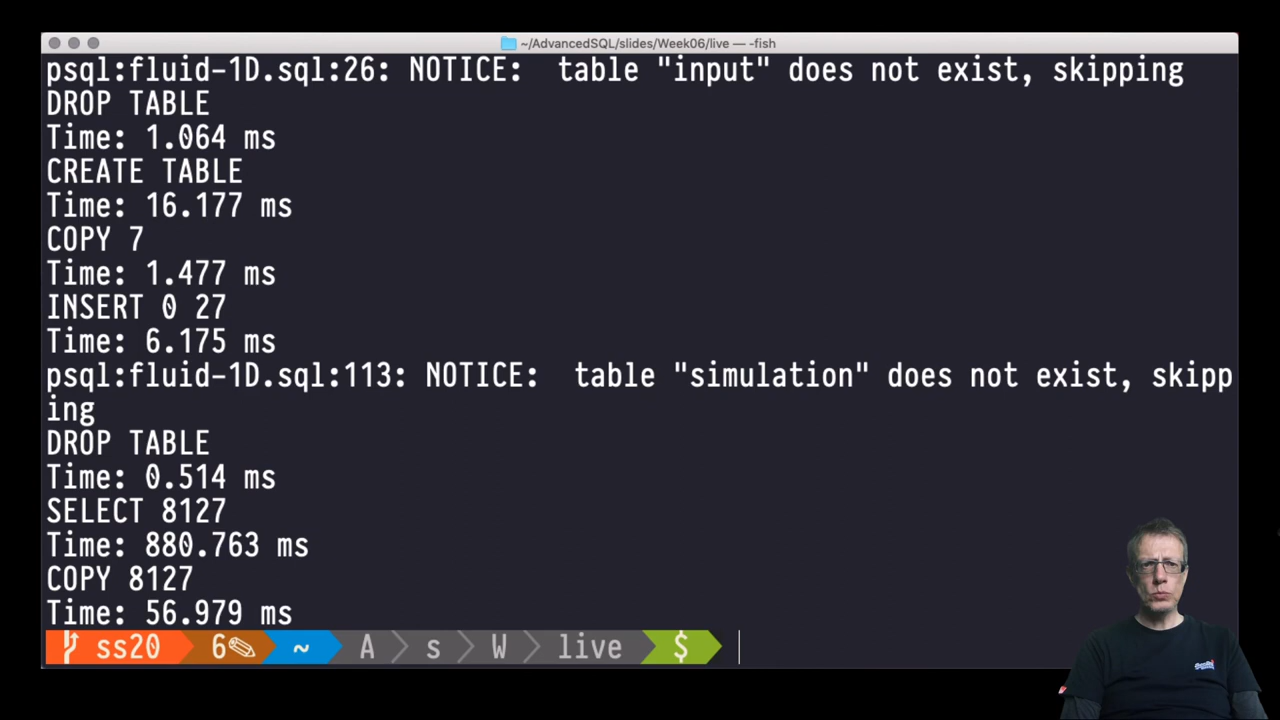 ~/AdvancedSQL/slides/Week06/live — -fish
psql:fluid-1D.sql:26: NOTICE:  table "input" does not exist, skipping
DROP TABLE
Time: 1.064 ms
CREATE TABLE
Time: 16.177 ms
COPY 7
Time: 1.477 ms
INSERT 0 27
Time: 6.175 ms
psql:fluid-1D.sql:113: NOTICE:  table "simulation" does not exist, skipp
ing
DROP TABLE
Time: 0.514 ms
SELECT 8127
Time: 880.763 ms
COPY 8127
Time: 56.979 ms
ss20 6✎ ~ A s W live $